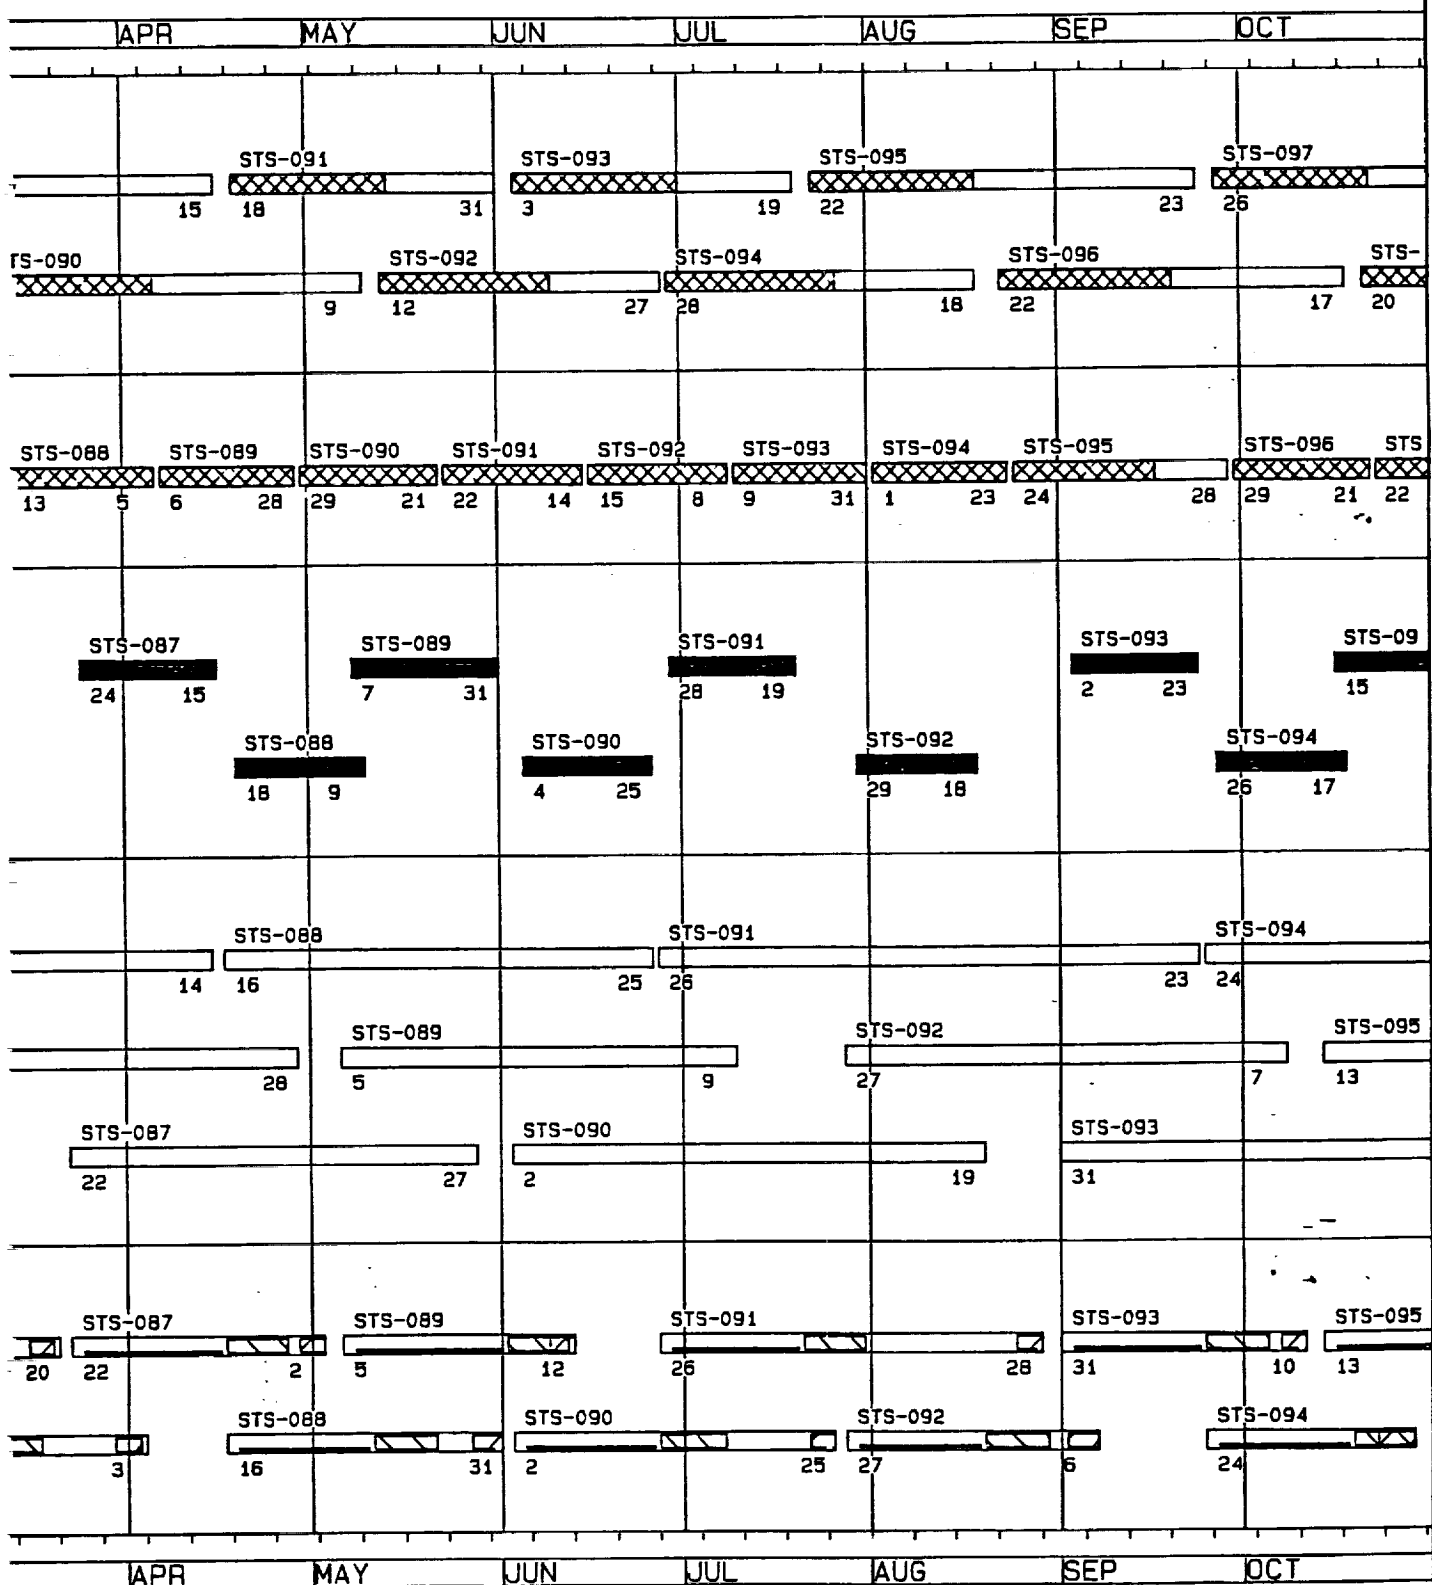 APR MAY JUN JUL AUG SEP OCT
STS-091 STS-093 STS-095 STS-097
15 18 31 3 19 22 23 26
TS-090 STS-092 STS-094 STS-096 STS-
9 12 27 28 18 22 17 20
STS-088 STS-089 STS-090 STS-091 STS-092 STS-093 STS-094 STS-095 STS-096 STS
13 5 6 28 29 21 22 14 15 8 9 31 1 23 24 28 29 21 22
STS-087 STS-089 STS-091 STS-093 STS-09
24 15 7 31 28 19 2 23 15
STS-088 STS-090 STS-092 STS-094
18 9 4 25 29 18 26 17
STS-088 STS-091 STS-094
14 16 25 26 23 24
STS-089 STS-092 STS-095
28 5 9 27 7 13
STS-087 STS-090 STS-093
22 27 2 19 31
STS-087 STS-089 STS-091 STS-093 STS-095
20 22 2 5 12 26 28 31 10 13
STS-088 STS-090 STS-092 STS-094
3 16 31 2 25 27 6 24
APR MAY JUN JUL AUG SEP OCT